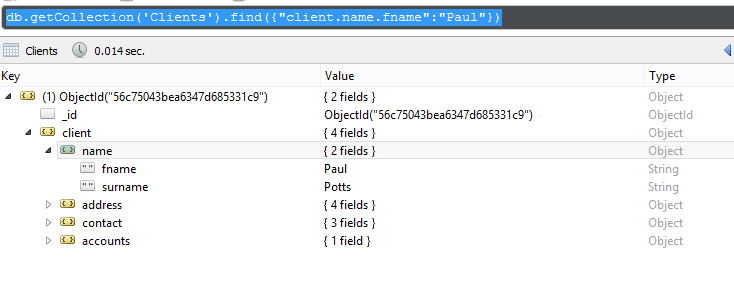 db.getCollection('Clients').find({"client.name.fname":"Paul"})
Clients 0.014 sec.
Key Value Type
(1) ObjectId("56c75043bea6347d685331c9") { 2 fields } Object
_id ObjectId("56c75043bea6347d685331c9") ObjectId
client { 4 fields } Object
name { 2 fields } Object
fname Paul String
surname Potts String
address { 4 fields } Object
contact { 3 fields } Object
accounts { 1 field } Object